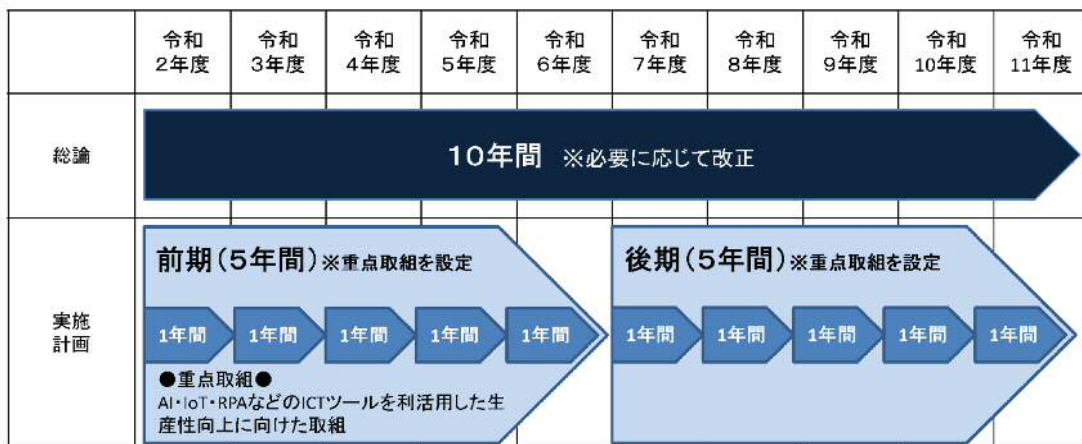 令和
2年度
令和
3年度
令和
4年度
令和
5年度
令和
6年度
令和
7年度
令和
8年度
令和
9年度
令和
10年度
令和
11年度
総論
10年間 ※必要に応じて改正
実施
計画
前期(5年間)※重点取組を設定
1年間
1年間
1年間
1年間
1年間
●重点取組●
AI・IoT・RPAなどのICTツールを利活用した生
産性向上に向けた取組
後期(5年間)※重点取組を設定
1年間
1年間
1年間
1年間
1年間